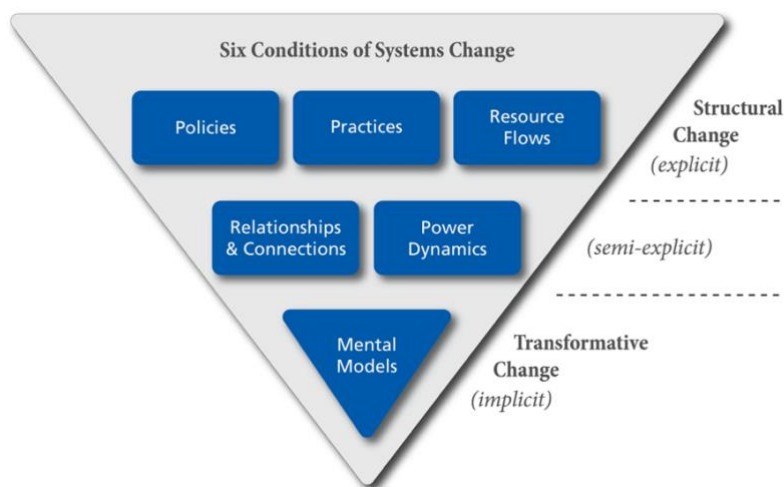 Six Conditions of Systems Change
Policies
Practices
Resource
Flows
Structural
Change
(explicit)
Relationships
& Connections
Power
Dynamics
(semi-explicit)
Mental
Models
Transformative
Change
(implicit)